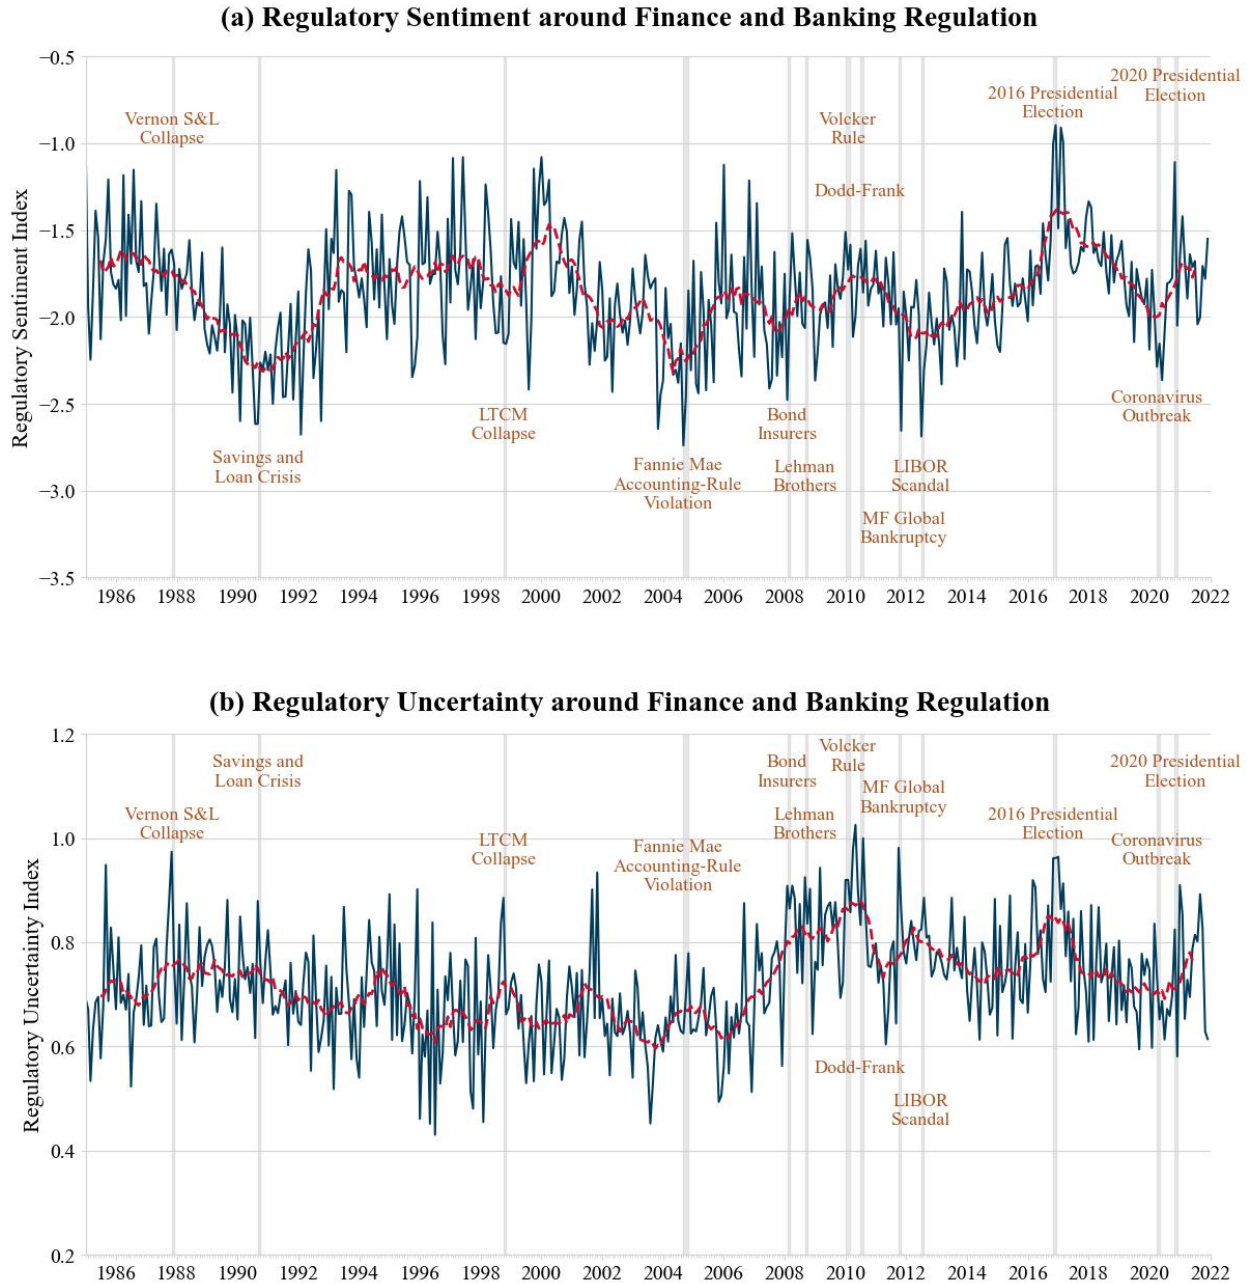 (a) Regulatory Sentiment around Finance and Banking Regulation
Regulatory Sentiment Index
−0.5
−1.0
−1.5
−2.0
−2.5
−3.0
−3.5
2020 Presidential
Election
2016 Presidential
Election
Vernon S&L
Collapse
Volcker
Rule
Dodd-Frank
Coronavirus
Outbreak
LTCM
Collapse
Bond
Insurers
Savings and
Loan Crisis
Fannie Mae
Accounting-Rule
Violation
Lehman
Brothers
LIBOR
Scandal
MF Global
Bankruptcy
1986 1988 1990 1992 1994 1996 1998 2000 2002 2004 2006 2008 2010 2012 2014 2016 2018 2020 2022
(b) Regulatory Uncertainty around Finance and Banking Regulation
Regulatory Uncertainty Index
1.2
1.0
0.8
0.6
0.4
0.2
Volcker
Rule
Savings and
Loan Crisis
Bond
Insurers
2020 Presidential
Election
MF Global
Bankruptcy
Vernon S&L
Collapse
Lehman
Brothers
2016 Presidential
Election
LTCM
Collapse
Fannie Mae
Accounting-Rule
Violation
Coronavirus
Outbreak
Dodd-Frank
LIBOR
Scandal
1986 1988 1990 1992 1994 1996 1998 2000 2002 2004 2006 2008 2010 2012 2014 2016 2018 2020 2022